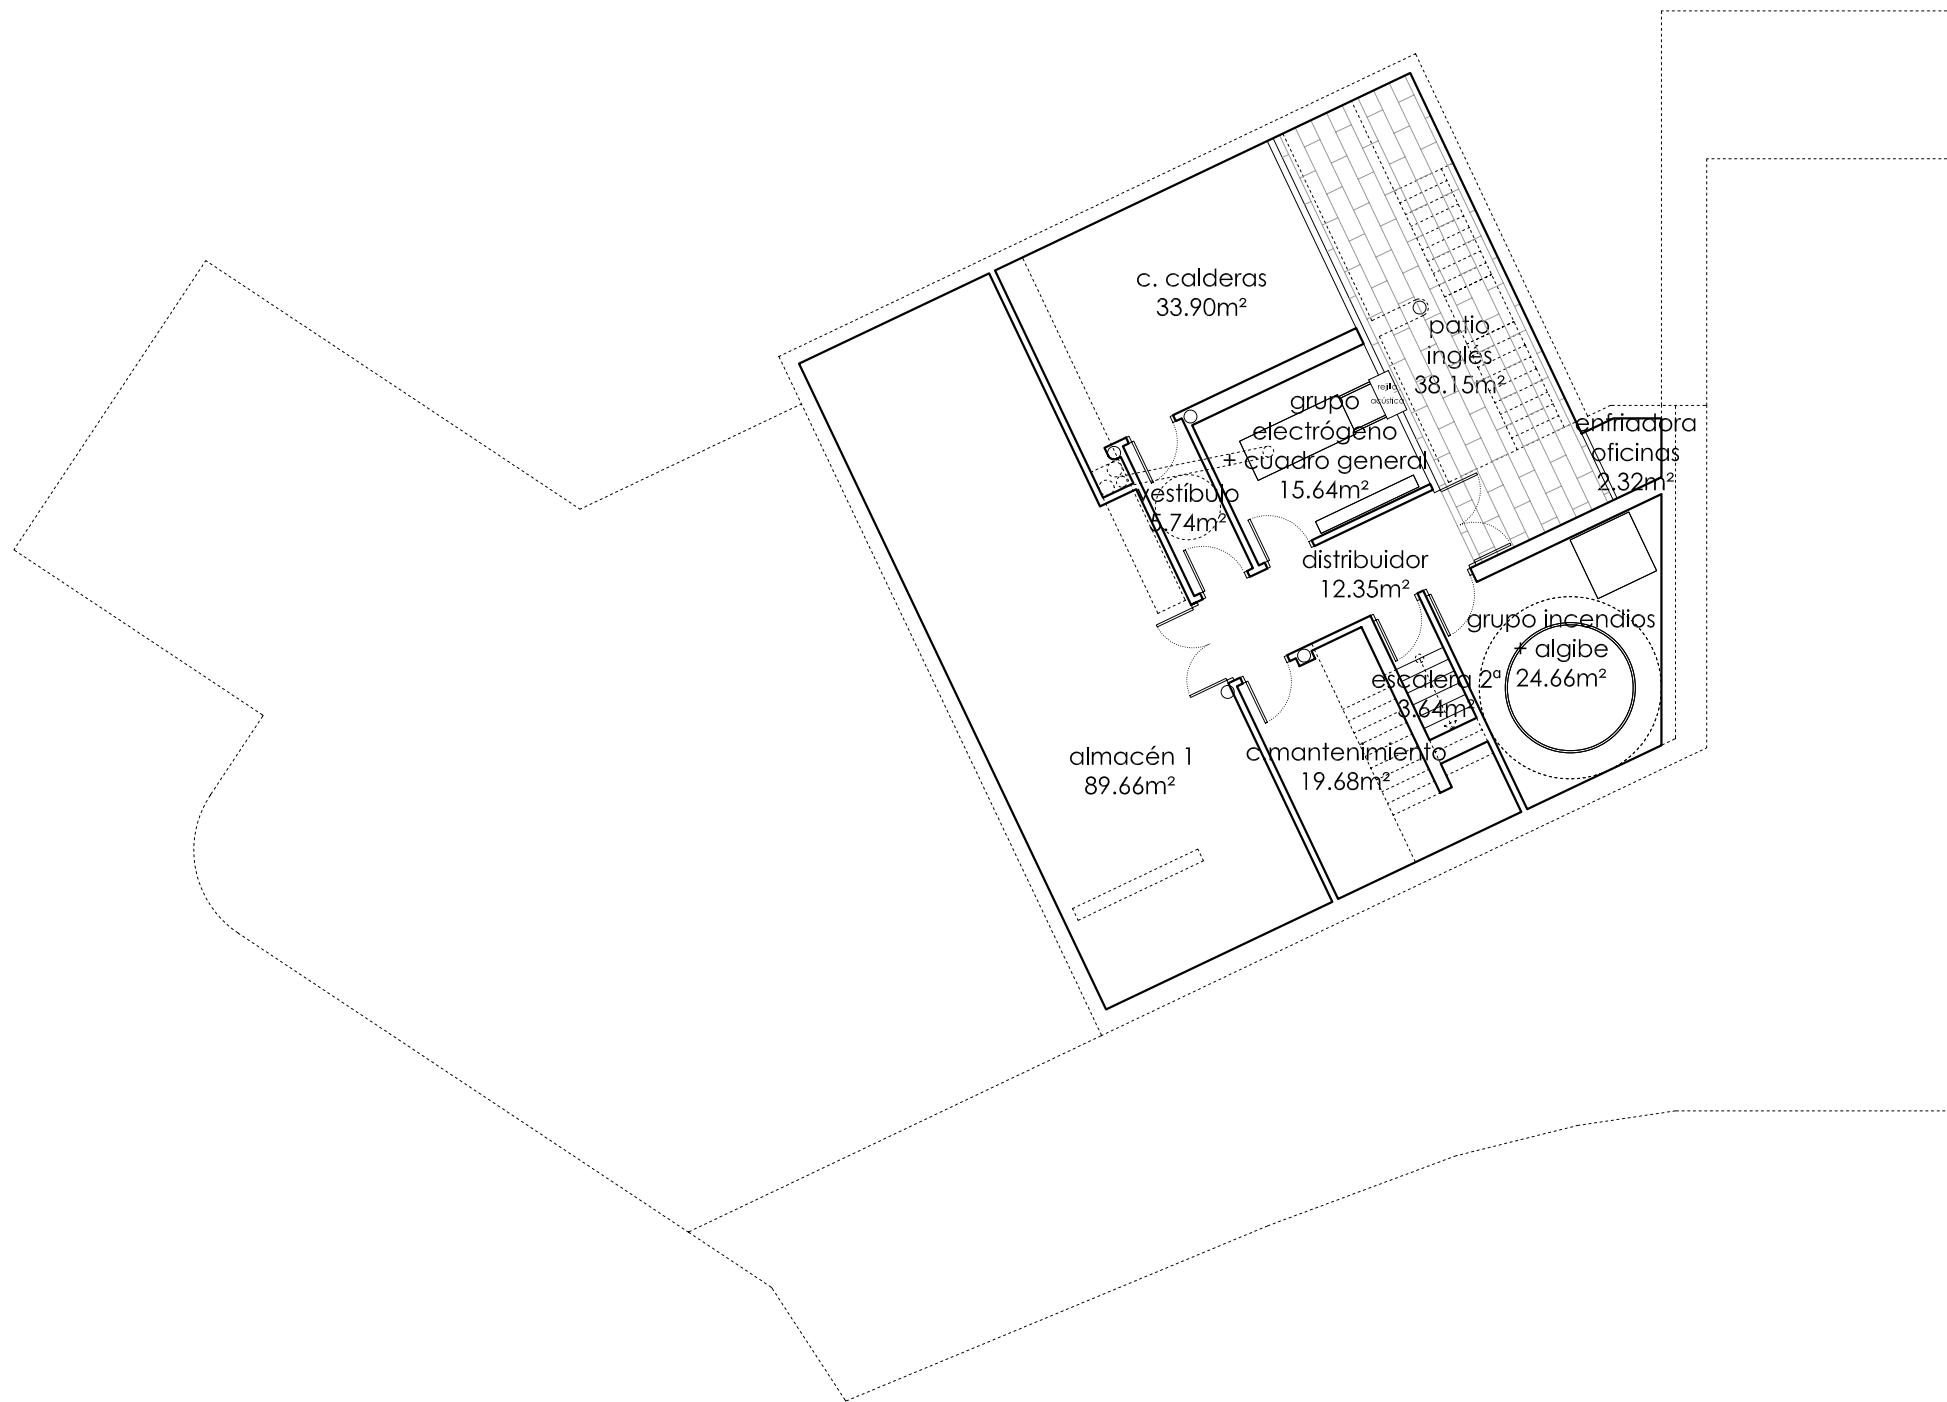 c. calderas
33.90m²
patio
inglés
38.15m²
rejilla
acústica
grupo
electrógeno
+ cuadro general
15.64m²
enfriadora
oficinas
2.32m²
vestíbulo
5.74m²
distribuidor
12.35m²
grupo incendios
+ algibe
24.66m²
escalera 2ª
3.64m²
almacén 1
89.66m²
c.mantenimiento
19.68m²